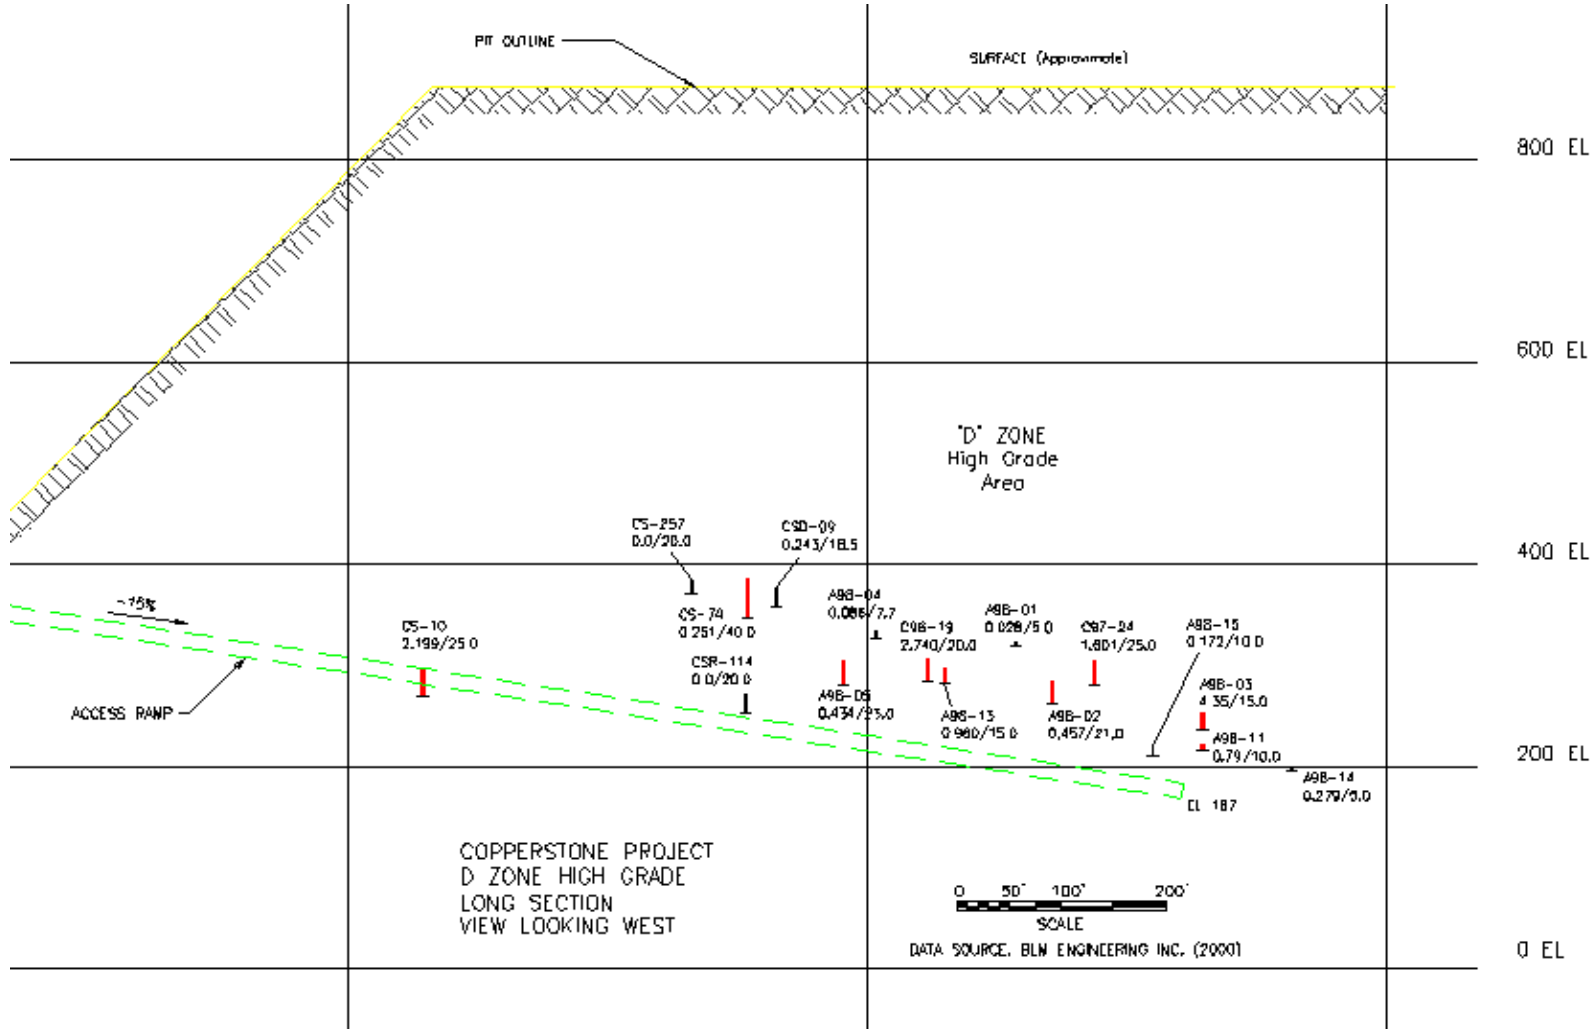 PIT OUTLINE
SURFACE (Approximate)
800 EL
600 EL
"D" ZONE
High Grade
Area
CS-257
0.0/20.0
CSD-09
0.243/18.5
400 EL
-15%
CS-10
2.199/25.0
CS-74
0.251/40.0
A98-04
/7.7
C98-19
2.740/20.0
A98-01
0.028/5.0
C97-24
1.601/25.0
A98-15
0.172/10.0
CSR-114
0.0/20.0
A98-05
0.434/25.0
A98-13
0.960/15.0
A98-02
0.457/21.0
A98-03
4.35/15.0
A98-11
0.79/10.0
ACCESS RAMP
200 EL
A98-14
0.279/5.0
EL 187
COPPERSTONE PROJECT
D ZONE HIGH GRADE
LONG SECTION
VIEW LOOKING WEST
0 50' 100' 200'
SCALE
DATA SOURCE. BLM ENGINEERING INC. (2000)
0 EL